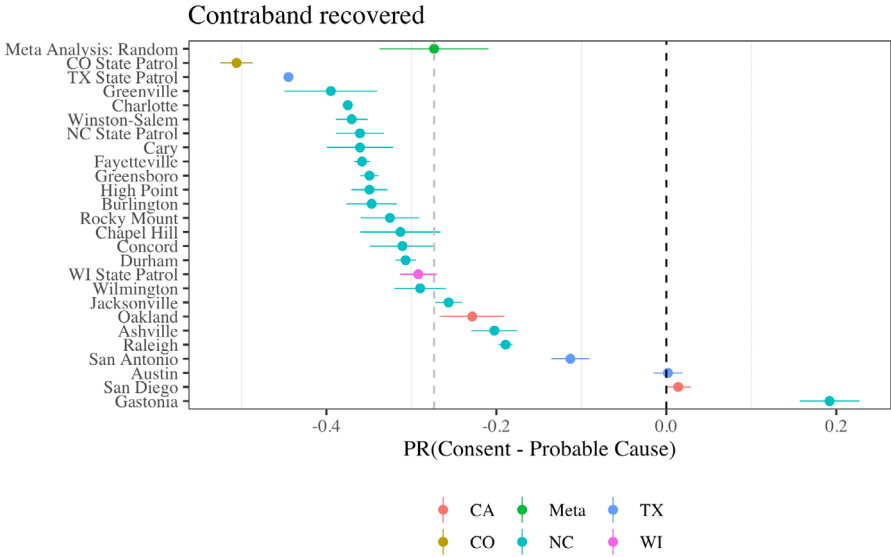 Contraband recovered
Meta Analysis: Random
CO State Patrol
TX State Patrol
Greenville
Charlotte
Winston-Salem
NC State Patrol
Cary
Fayetteville
Greensboro
High Point
Burlington
Rocky Mount
Chapel Hill
Concord
Durham
WI State Patrol
Wilmington
Jacksonville
Oakland
Ashville
Raleigh
San Antonio
Austin
San Diego
Gastonia
-0.4 -0.2 0.0 0.2
PR(Consent - Probable Cause)
CA Meta TX
CO NC WI